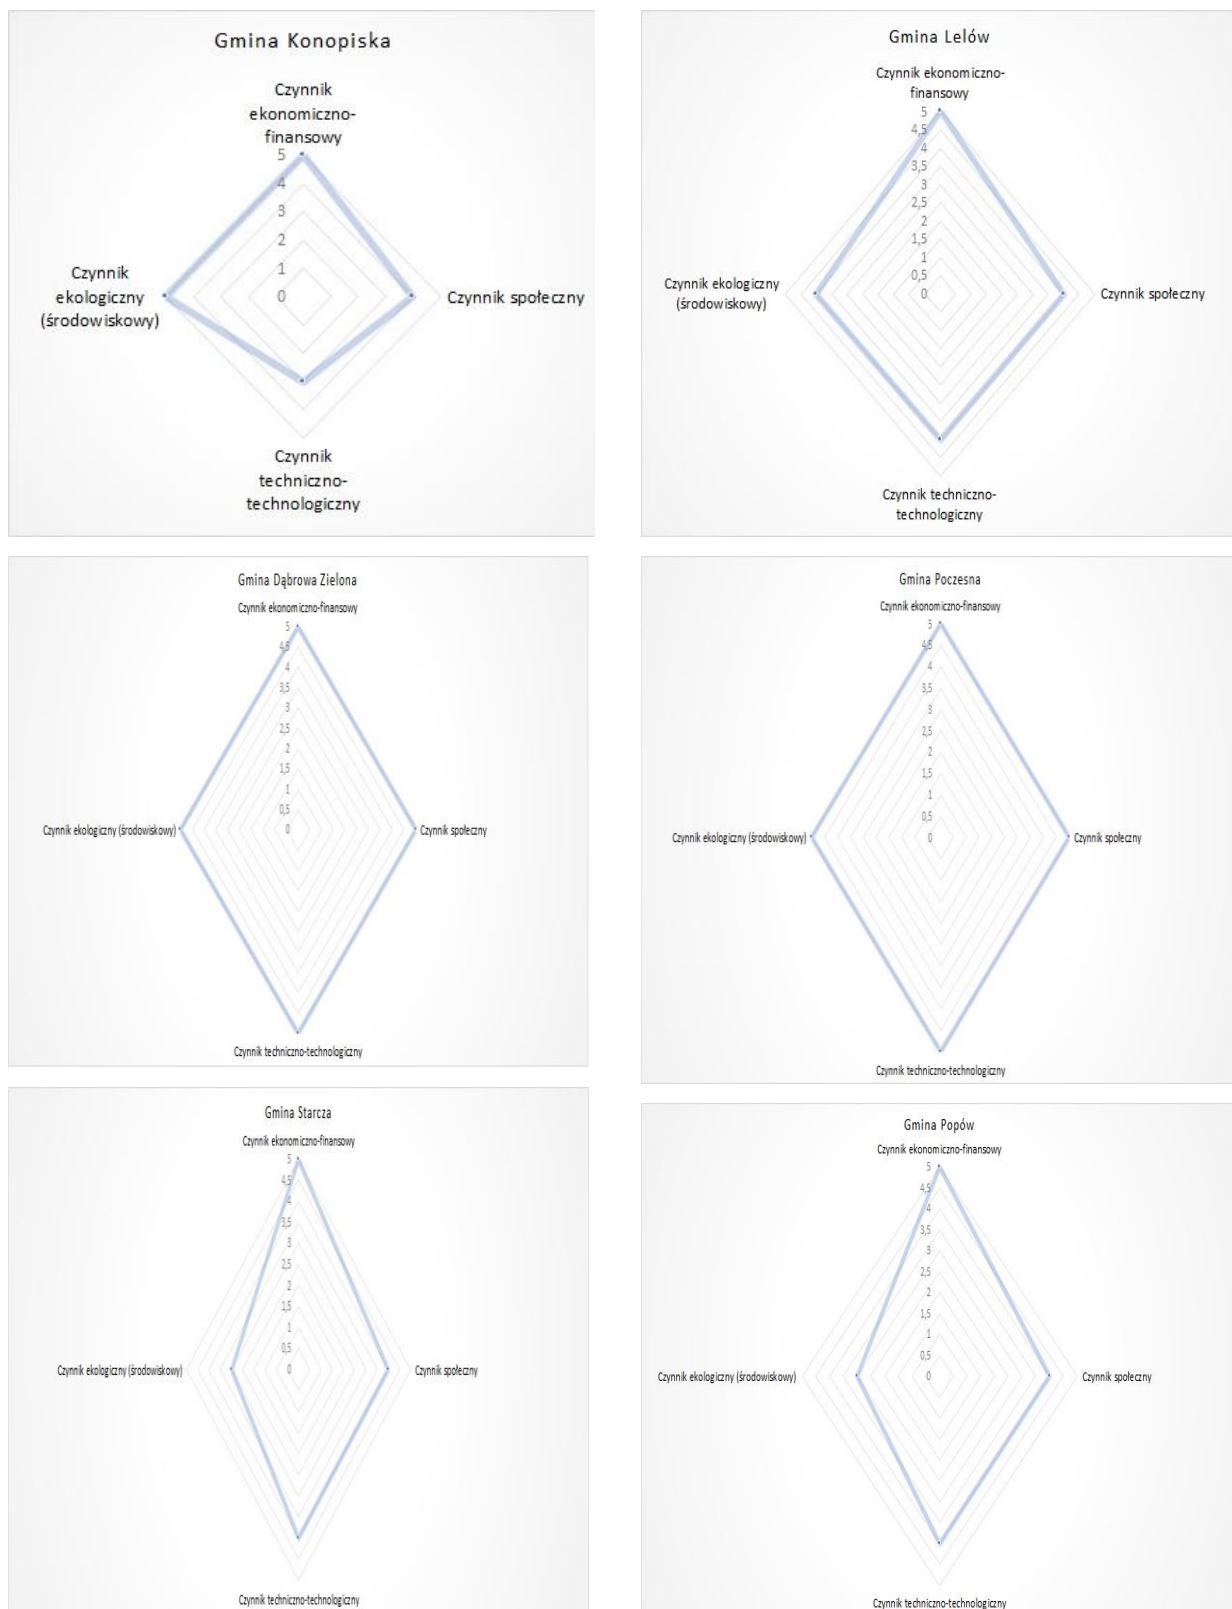 Gmina Konopiska
Czynnik
ekonomiczno-
finansowy
5
4
3
2
1
0
Czynnik
ekologiczny
(środowiskowy)
Czynnik społeczny
Czynnik
techniczno-
technologiczny
Gmina Lelów
Czynnik ekonomiczno-
finansowy
5
4,5
4
3,5
3
2,5
2
1,5
1
0,5
0
Czynnik ekologiczny
(środowiskowy)
Czynnik społeczny
Czynnik techniczno-
technologiczny
Gmina Dąbrowa Zielona
Czynnik ekonomiczno-finansowy
5
4,5
4
3,5
3
2,5
2
1,5
1
0,5
0
Czynnik ekologiczny (środowiskowy)
Czynnik społeczny
Czynnik techniczno-technologiczny
Gmina Poczesna
Czynnik ekonomiczno-finansowy
5
4,5
4
3,5
3
2,5
2
1,5
1
0,5
0
Czynnik ekologiczny (środowiskowy)
Czynnik społeczny
Czynnik techniczno-technologiczny
Gmina Starcza
Czynnik ekonomiczno-finansowy
5
4,5
4
3,5
3
2,5
2
1,5
1
0,5
0
Czynnik ekologiczny (środowiskowy)
Czynnik społeczny
Czynnik techniczno-technologiczny
Gmina Popów
Czynnik ekonomiczno-finansowy
5
4,5
4
3,5
3
2,5
2
1,5
1
0,5
0
Czynnik ekologiczny (środowiskowy)
Czynnik społeczny
Czynnik techniczno-technologiczny